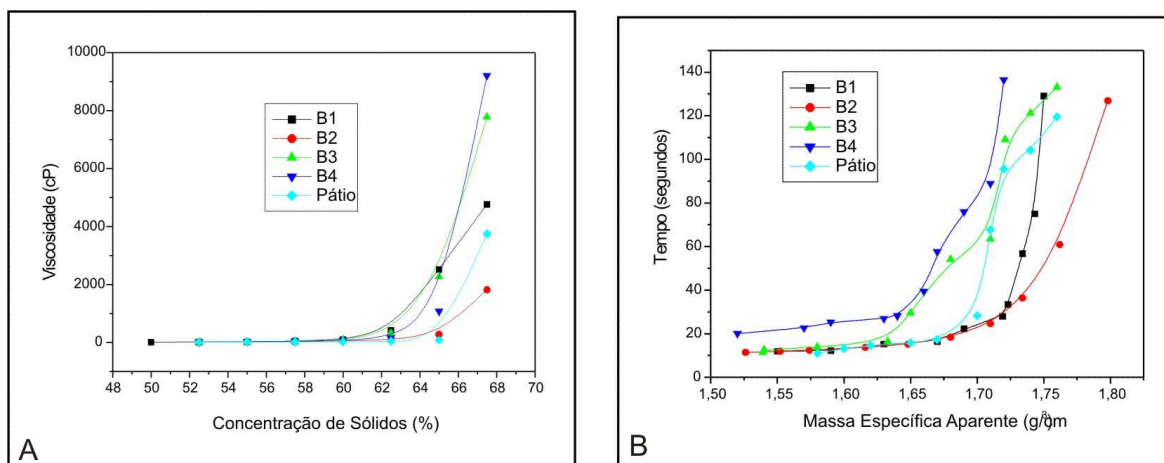 10000
8000
6000
4000
2000
0
Viscosidade (cP)
B1
B2
B3
B4
Pátio
48 50 52 54 56 58 60 62 64 66 68 70
Concentração de Sólidos (%)
A
140
120
100
80
60
40
20
0
Tempo (segundos)
B1
B2
B3
B4
Pátio
1,50 1,55 1,60 1,65 1,70 1,75 1,80
Massa Específica Aparente
B